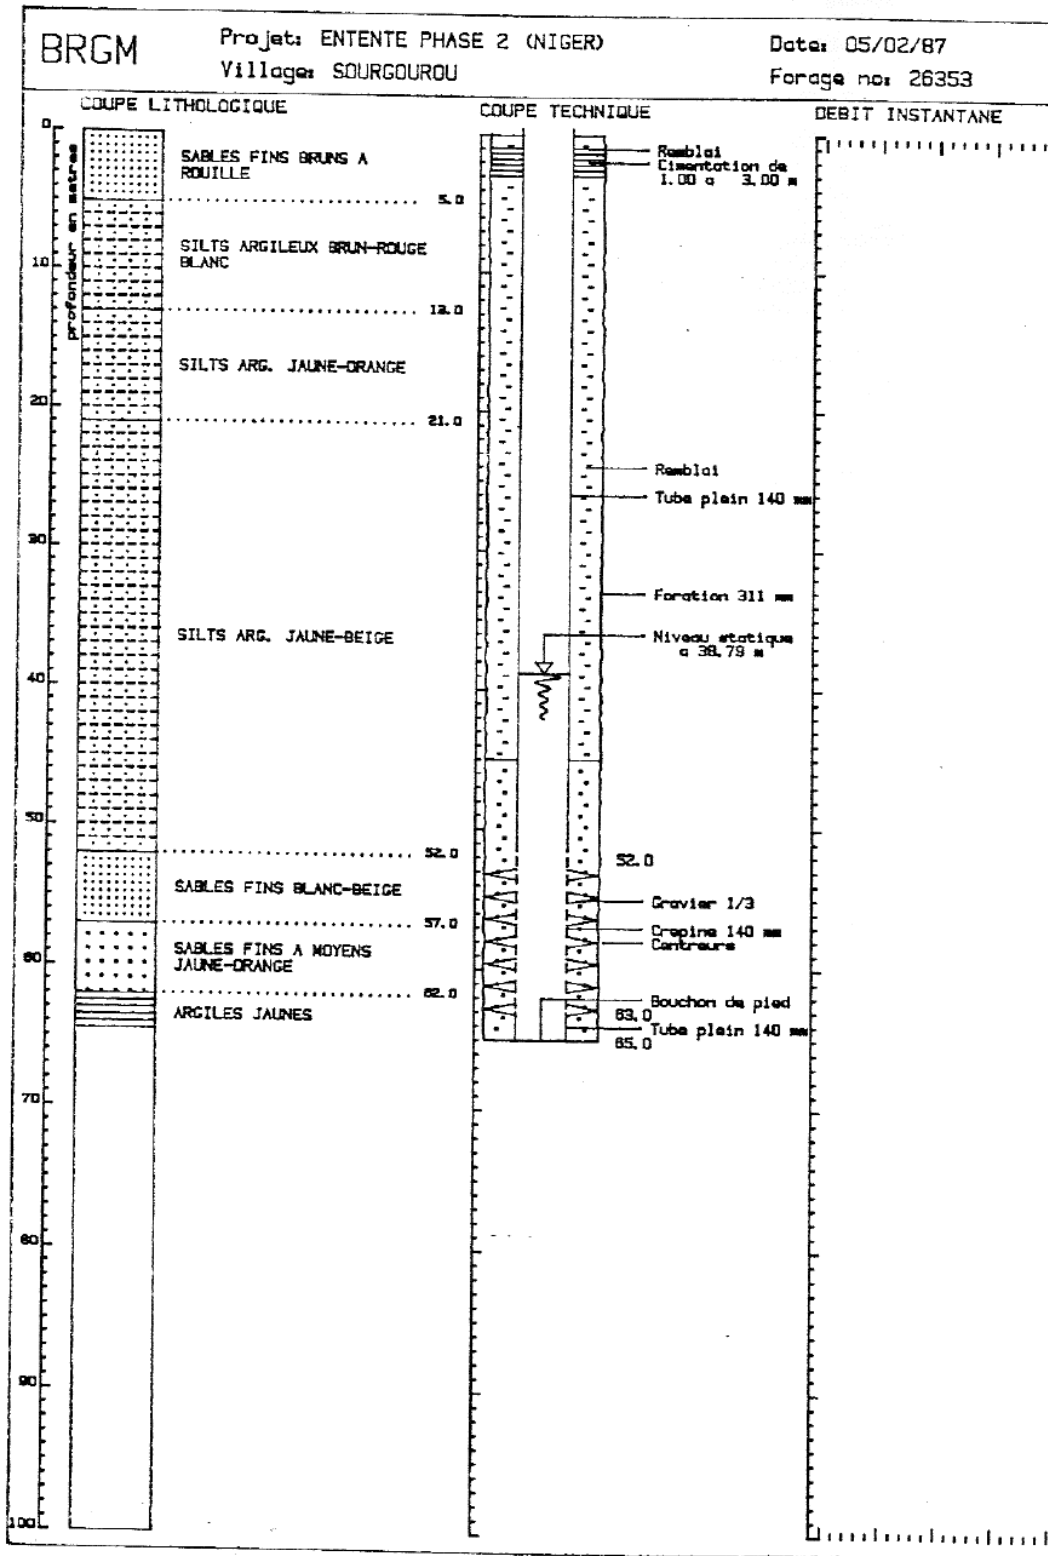 BRGM
Projet: ENTENTE PHASE 2 (NIGER)
Village: SOURGOUROU
Date: 05/02/87
Forage no: 26353
COUPE LITHOLOGIQUE
COUPE TECHNIQUE
DEBIT INSTANTANE
profondeur en metres
0
10
20
30
40
50
60
70
80
90
100
SABLES FINS BRUNS A
ROUILLE
5.0
SILTS ARGILEUX BRUN-ROUGE
BLANC
13.0
SILTS ARG. JAUNE-ORANGE
21.0
SILTS ARG. JAUNE-BEIGE
52.0
SABLES FINS BLANC-BEIGE
57.0
SABLES FINS A MOYENS
JAUNE-ORANGE
62.0
ARGILES JAUNES
Remblai
Cimentation de
1.00 a 3.00 m
Remblai
Tube plein 140 mm
Foration 311 mm
Niveau statique
a 38.79 m
52.0
Gravier 1/3
Crepine 140 mm
Centreurs
Bouchon de pied
63.0
Tube plein 140 mm
65.0